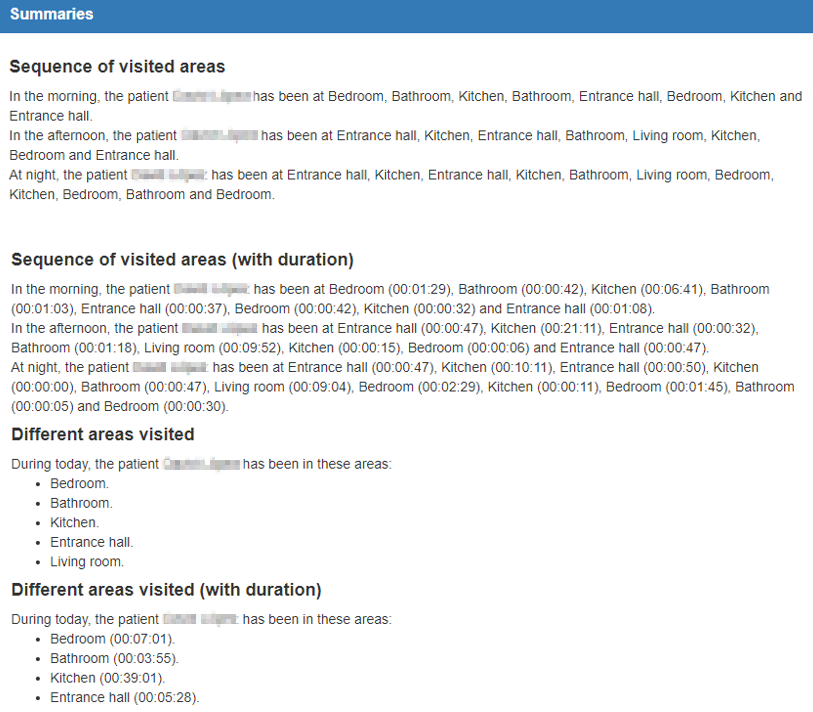 Summaries
Sequence of visited areas
In the morning, the patient has been at Bedroom, Bathroom, Kitchen, Bathroom, Entrance hall, Bedroom, Kitchen and
Entrance hall.
In the afternoon, the patient has been at Entrance hall, Kitchen, Entrance hall, Bathroom, Living room, Kitchen,
Bedroom and Entrance hall.
At night, the patient has been at Entrance hall, Kitchen, Entrance hall, Kitchen, Bathroom, Living room, Bedroom,
Kitchen, Bedroom, Bathroom and Bedroom.
Sequence of visited areas (with duration)
In the morning, the patient has been at Bedroom (00:01:29), Bathroom (00:00:42), Kitchen (00:06:41), Bathroom
(00:01:03), Entrance hall (00:00:37), Bedroom (00:00:42), Kitchen (00:00:32) and Entrance hall (00:01:08).
In the afternoon, the patient has been at Entrance hall (00:00:47), Kitchen (00:21:11), Entrance hall (00:00:32),
Bathroom (00:01:18), Living room (00:09:52), Kitchen (00:00:15), Bedroom (00:00:06) and Entrance hall (00:00:47).
At night, the patient has been at Entrance hall (00:00:47), Kitchen (00:10:11), Entrance hall (00:00:50), Kitchen
(00:00:00), Bathroom (00:00:47), Living room (00:09:04), Bedroom (00:02:29), Kitchen (00:00:11), Bedroom (00:01:45), Bathroom
(00:00:05) and Bedroom (00:00:30).
Different areas visited
During today, the patient has been in these areas:
• Bedroom.
• Bathroom.
• Kitchen.
• Entrance hall.
• Living room.
Different areas visited (with duration)
During today, the patient has been in these areas:
• Bedroom (00:07:01).
• Bathroom (00:03:55).
• Kitchen (00:39:01).
• Entrance hall (00:05:28).